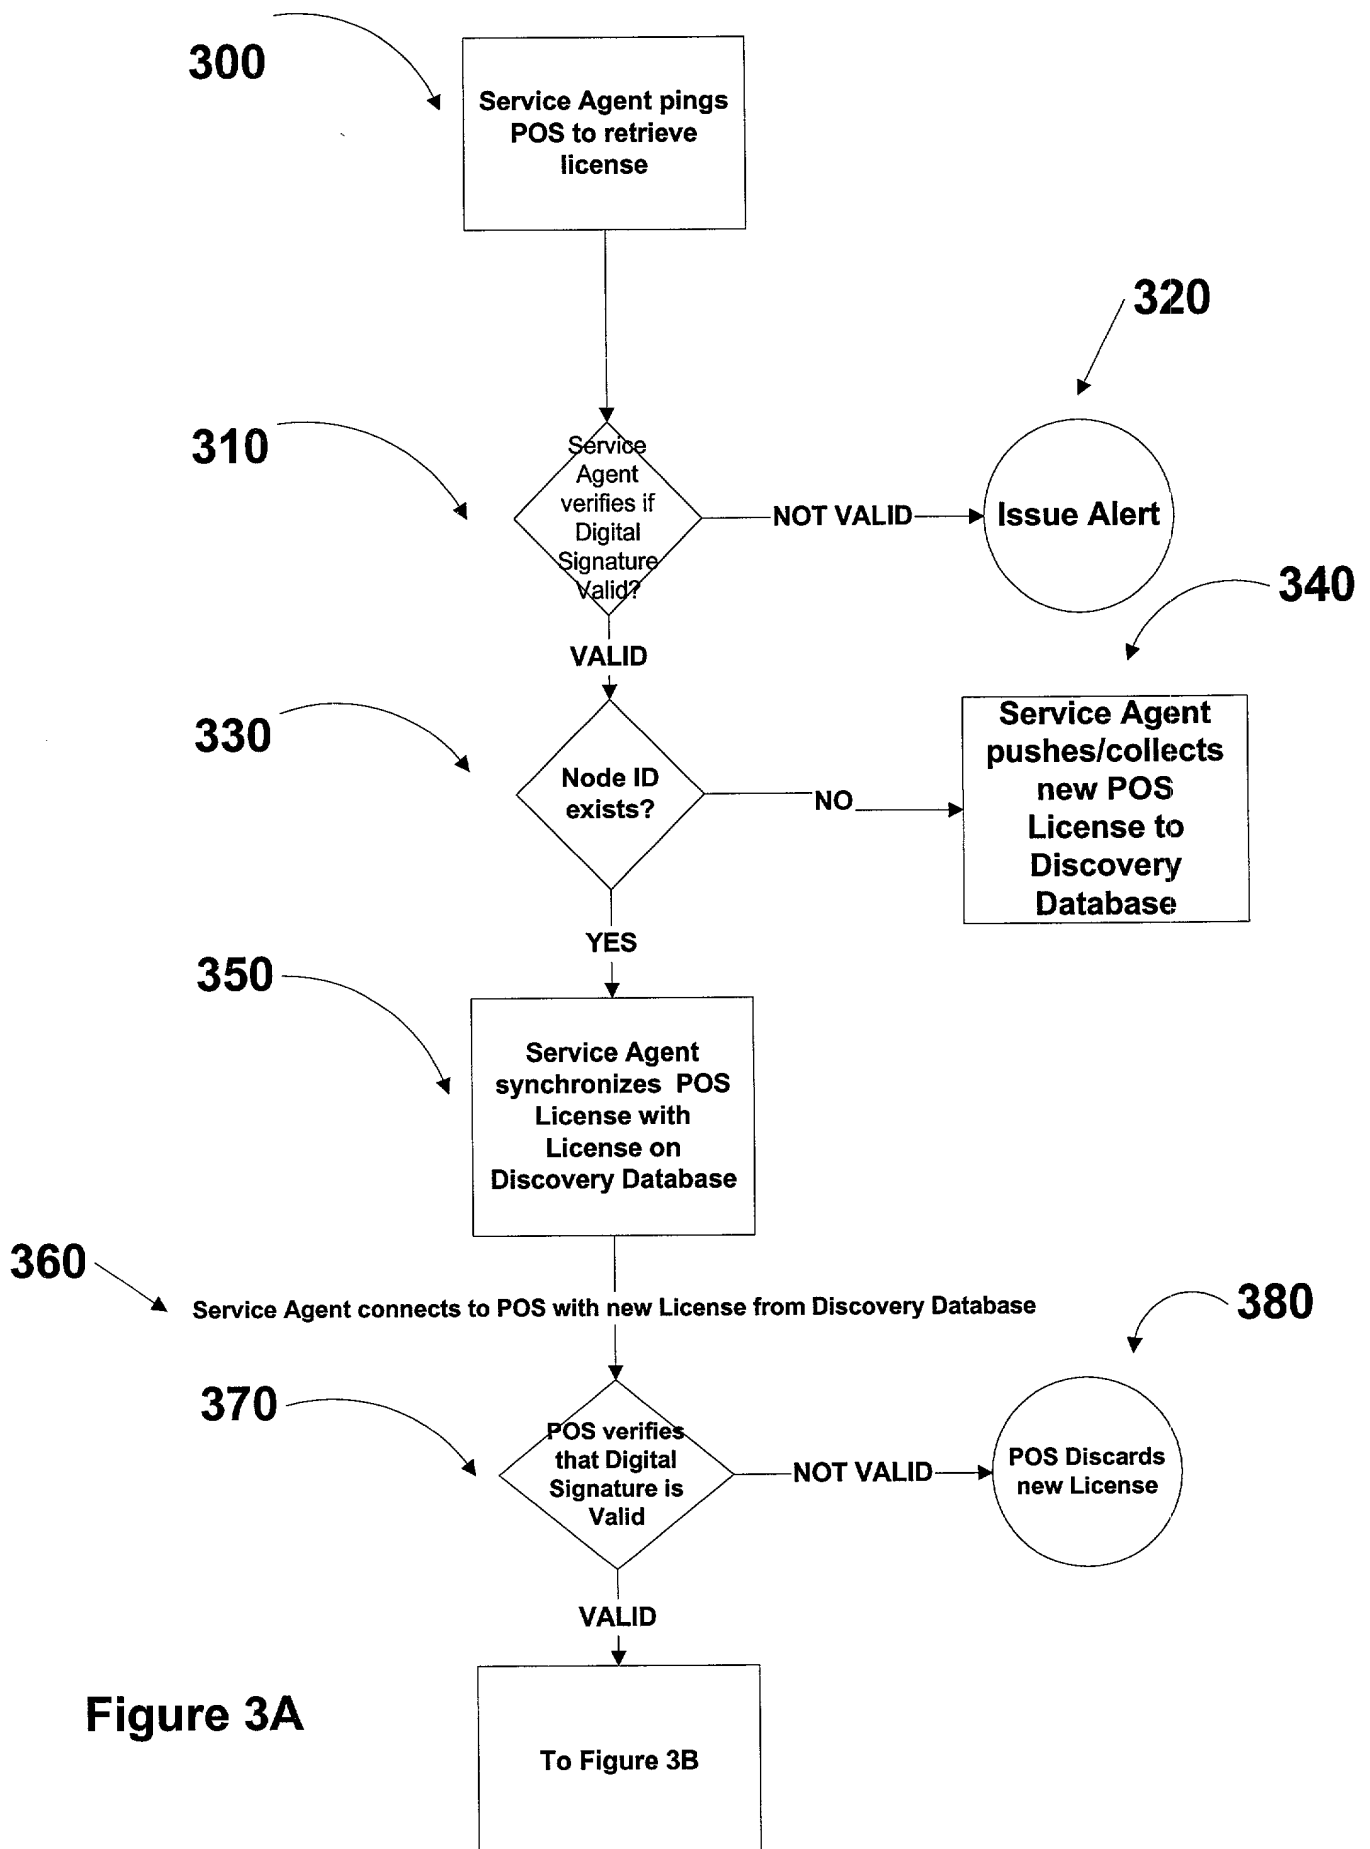 300
Service Agent pings
POS to retrieve
license
320
310
Service
Agent
verifies if
Digital
Signature
Valid?
NOT VALID
Issue Alert
340
VALID
330
Node ID
exists?
NO
Service Agent
pushes/collects
new POS
License to
Discovery
Database
YES
350
Service Agent
synchronizes POS
License with
License on
Discovery Database
360
Service Agent connects to POS with new License from Discovery Database
380
370
POS verifies
that Digital
Signature is
Valid
NOT VALID
POS Discards
new License
VALID
Figure 3A
To Figure 3B